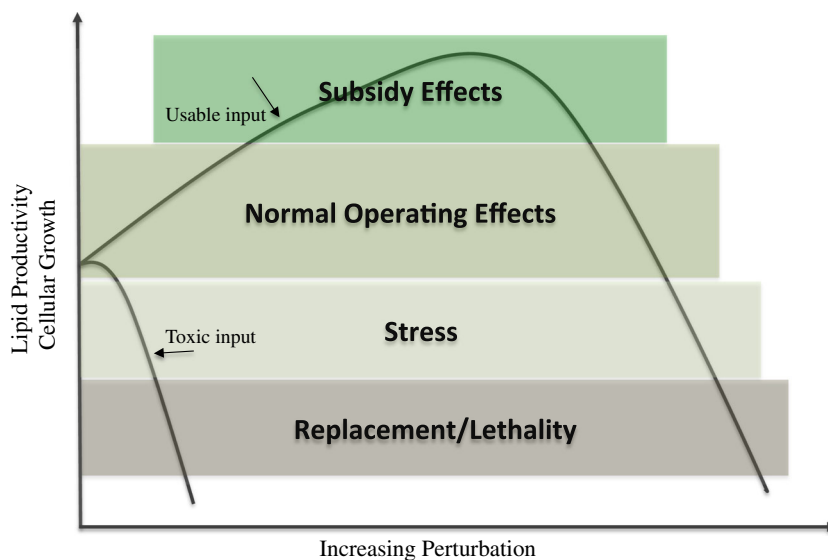 Subsidy Effects
Usable input
Normal Operating Effects
Lipid Productivity
Cellular Growth
Toxic input
Stress
Replacement/Lethality
Increasing Perturbation